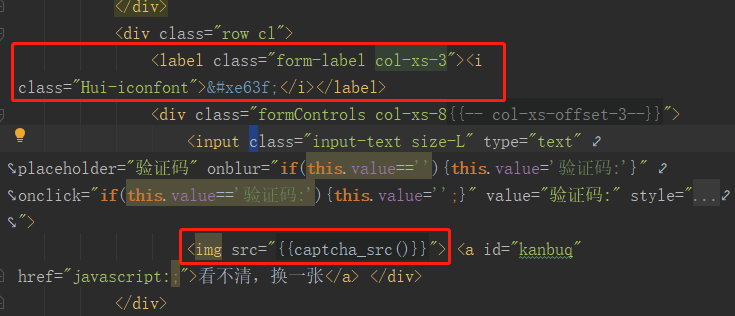 </div>
<div class="row cl">
<label class="form-label col-xs-3"><i
class="Hui-iconfont">&#xe63f;</i></label>
<div class="formControls col-xs-8{{-- col-xs-offset-3--}}">
<input class="input-text size-L" type="text"
placeholder="验证码" onblur="if(this.value==''){this.value='验证码:'}"
onclick="if(this.value=='验证码:'){this.value='';}" value="验证码:" style="...
">
<img src="{{captcha_src()}}"> <a id="kanbuq"
href="javascript:;">看不清，换一张</a> </div>
</div>